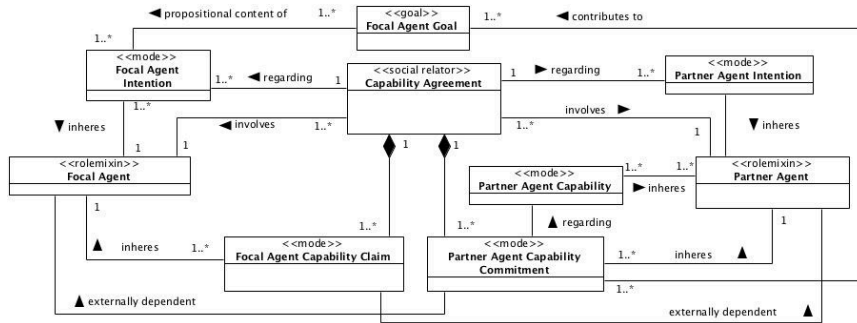 ◄ propositional content of
1..*
1..*
<<goal>>
Focal Agent Goal
1..*
◄ contributes to
1..*
<<mode>>
Focal Agent
Intention
1..*
◄ regarding
1
<<social relator>>
Capability Agreement
1
► regarding
1..*
<<mode>>
Partner Agent Intention
1..*
▼ inheres
1
1
◄ involves
1..*
1
1
1..*
involves ►
1
▼ inheres
1
<<rolemixin>>
Focal Agent
1
<<mode>>
Partner Agent Capability
1..*
1..*
► inheres
<<rolemixin>>
Partner Agent
1
▲ inheres
1..*
1..*
<<mode>>
Focal Agent Capability Claim
1..*
▲ regarding
<<mode>>
Partner Agent Capability
Commitment
1..*
inheres ▲
1..*
▲ externally dependent
externally dependent ▲